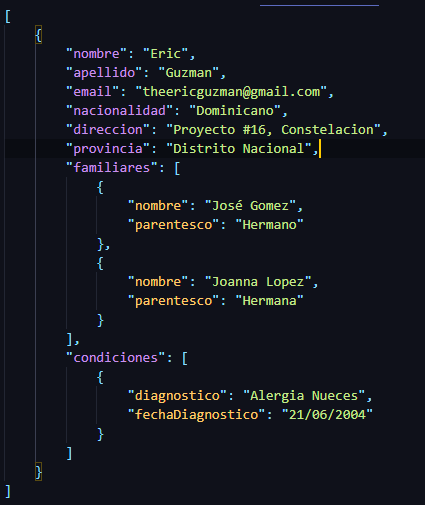 [
{
"nombre": "Eric",
"apellido": "Guzman",
"email": "theericguzman@gmail.com",
"nacionalidad": "Dominicano",
"direccion": "Proyecto #16, Constelacion",
"provincia": "Distrito Nacional",
"familiares": [
{
"nombre": "José Gomez",
"parentesco": "Hermano"
},
{
"nombre": "Joanna Lopez",
"parentesco": "Hermana"
}
],
"condiciones": [
{
"diagnostico": "Alergia Nueces",
"fechaDiagnostico": "21/06/2004"
}
]
}
]